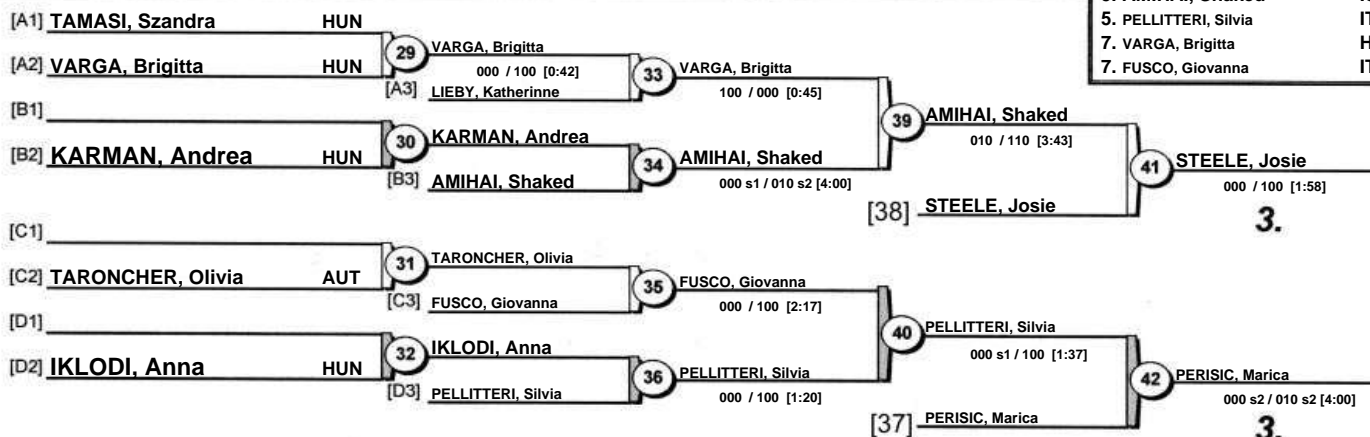 [A1] TAMASI, Szandra HUN
[A2] VARGA, Brigitta HUN
29 VARGA, Brigitta
000 / 100 [0:42]
[A3] LIEBY, Katherinne
33 VARGA, Brigitta
100 / 000 [0:45]
[B1]
[B2] KARMAN, Andrea HUN
30 KARMAN, Andrea
[B3] AMIHAI, Shaked
34 AMIHAI, Shaked
000 s1 / 010 s2 [4:00]
39 AMIHAI, Shaked
010 / 110 [3:43]
[38] STEELE, Josie
41 STEELE, Josie
000 / 100 [1:58]
3.
[C1]
[C2] TARONCHER, Olivia AUT
31 TARONCHER, Olivia
[C3] FUSCO, Giovanna
35 FUSCO, Giovanna
000 / 100 [2:17]
[D1]
[D2] IKLODI, Anna HUN
32 IKLODI, Anna
[D3] PELLITTERI, Silvia
36 PELLITTERI, Silvia
000 / 100 [1:20]
40 PELLITTERI, Silvia
000 s1 / 100 [1:37]
[37] PERISIC, Marica
42 PERISIC, Marica
000 s2 / 010 s2 [4:00]
3.
5. PELLITTERI, Silvia
7. VARGA, Brigitta
7. FUSCO, Giovanna